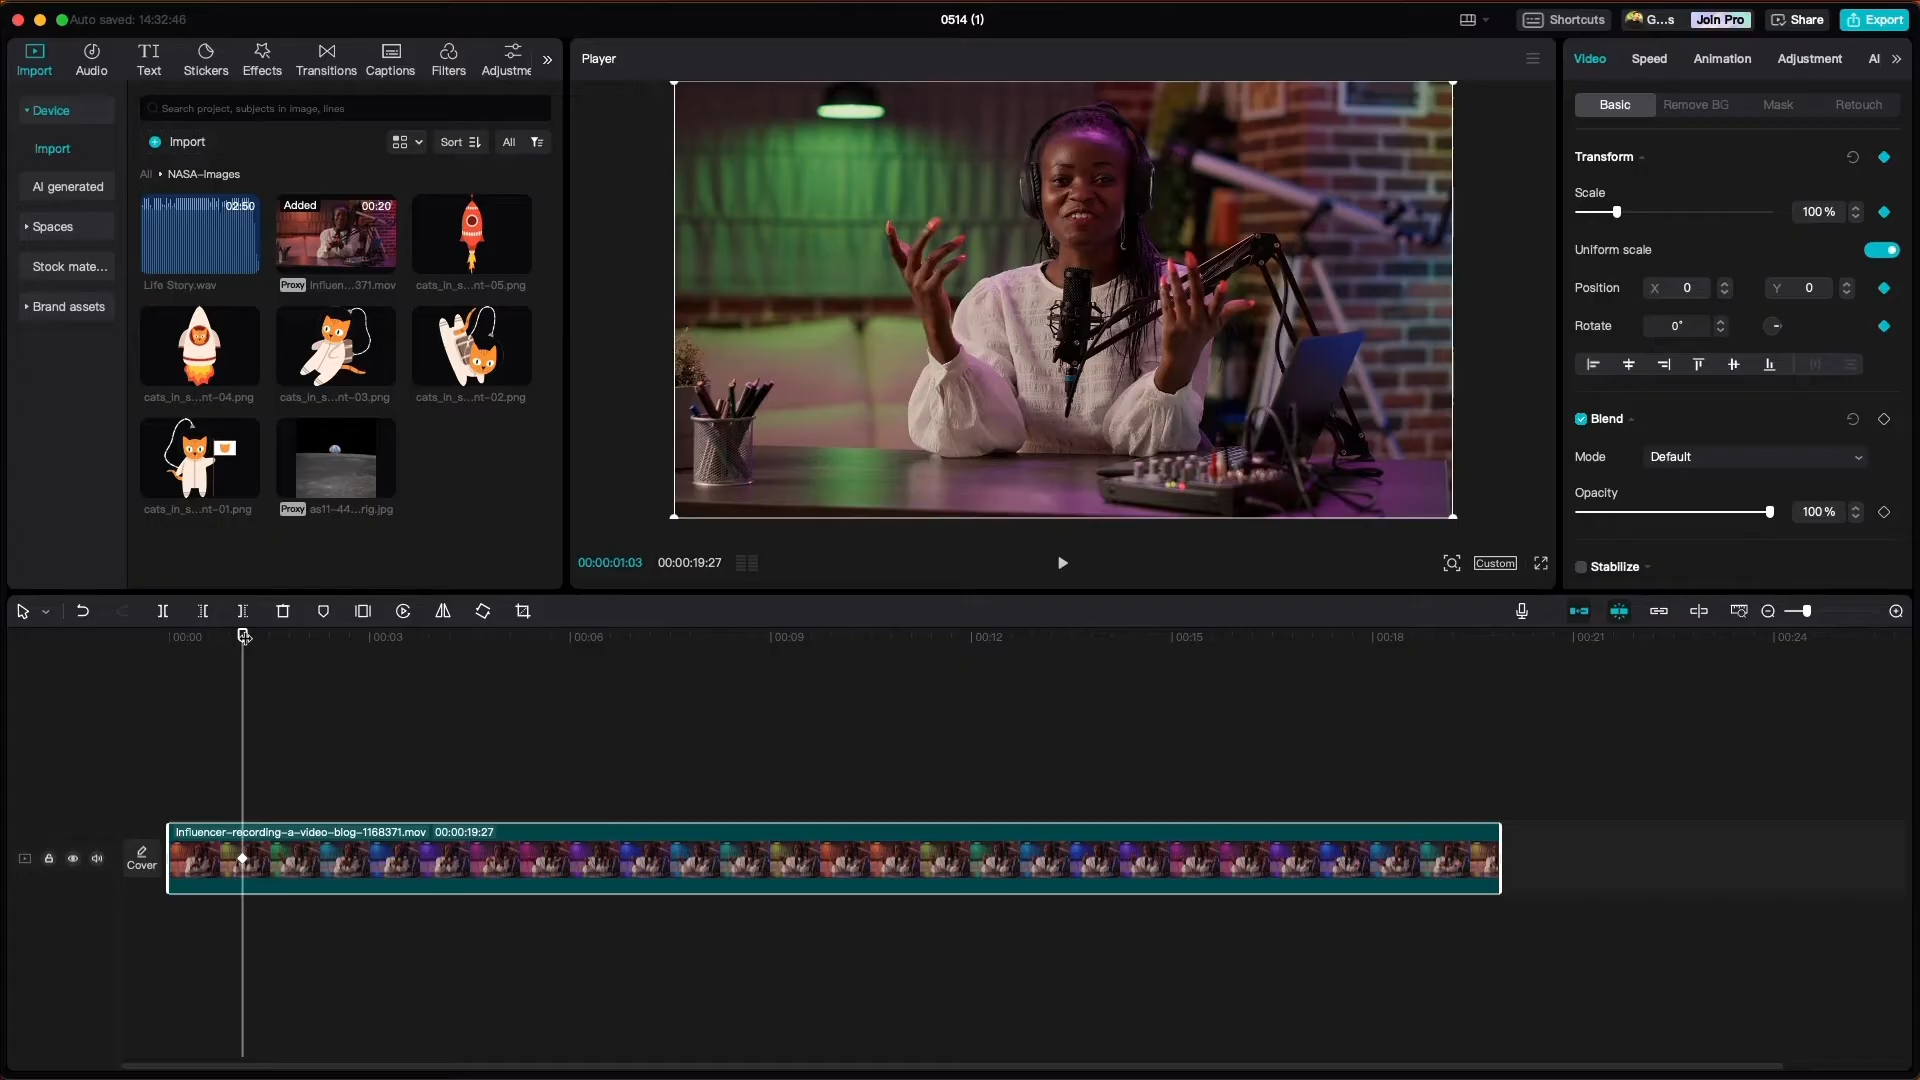 Auto saved: 14:32:46
0514 (1)
Shortcuts
G...s
Join Pro
Share
Export
Import
Audio
Text
Stickers
Effects
Transitions
Captions
Filters
Adjustme
Device
Import
AI generated
Spaces
Stock mate...
Brand assets
Search project, subjects in image, lines
Import
Sort
All
All
NASA-Images
02:50
Life Story.wav
Added
00:20
Proxy
Influen...371.mov
cats_in_s...nt-05.png
cats_in_s...nt-04.png
cats_in_s...nt-03.png
cats_in_s...nt-02.png
cats_in_s...nt-01.png
Proxy
as11-44...rig.jpg
Player
00:00:01:03
00:00:19:27
Custom
Video
Speed
Animation
Adjustment
AI
Basic
Remove BG
Mask
Retouch
Transform
Scale
100%
Uniform scale
Position
X 0
Y 0
Rotate
0°
Blend
Mode
Default
Opacity
100%
Stabilize
00:00
00:03
00:06
00:09
00:12
00:15
00:18
00:21
00:24
Cover
Influencer-recording-a-video-blog-1168371.mov 00:00:19:27